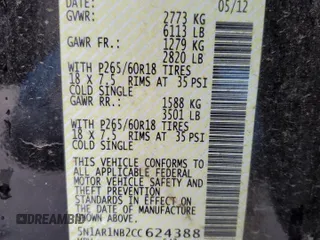 DATE: 05/12
GVWR: 2773 KG
6113 LB
GAWR FR: 1279 KG
2820 LB
WITH P265/60R18 TIRES
18 X 7.5 RIMS AT 35 PSI
COLD SINGLE
GAWR RR: 1588 KG
3501 LB
WITH P265/60R18 TIRES
18 X 7.5 RIMS AT 35 PSI
COLD SINGLE
THIS VEHICLE CONFORMS TO
ALL APPLICABLE FEDERAL
MOTOR VEHICLE SAFETY AND
THEFT PREVENTION
STANDARDS IN EFFECT ON
THE DATE OF MANUFACTURE
SHOWN ABOVE
5N1AR1NB2CC624388
DREAMBID